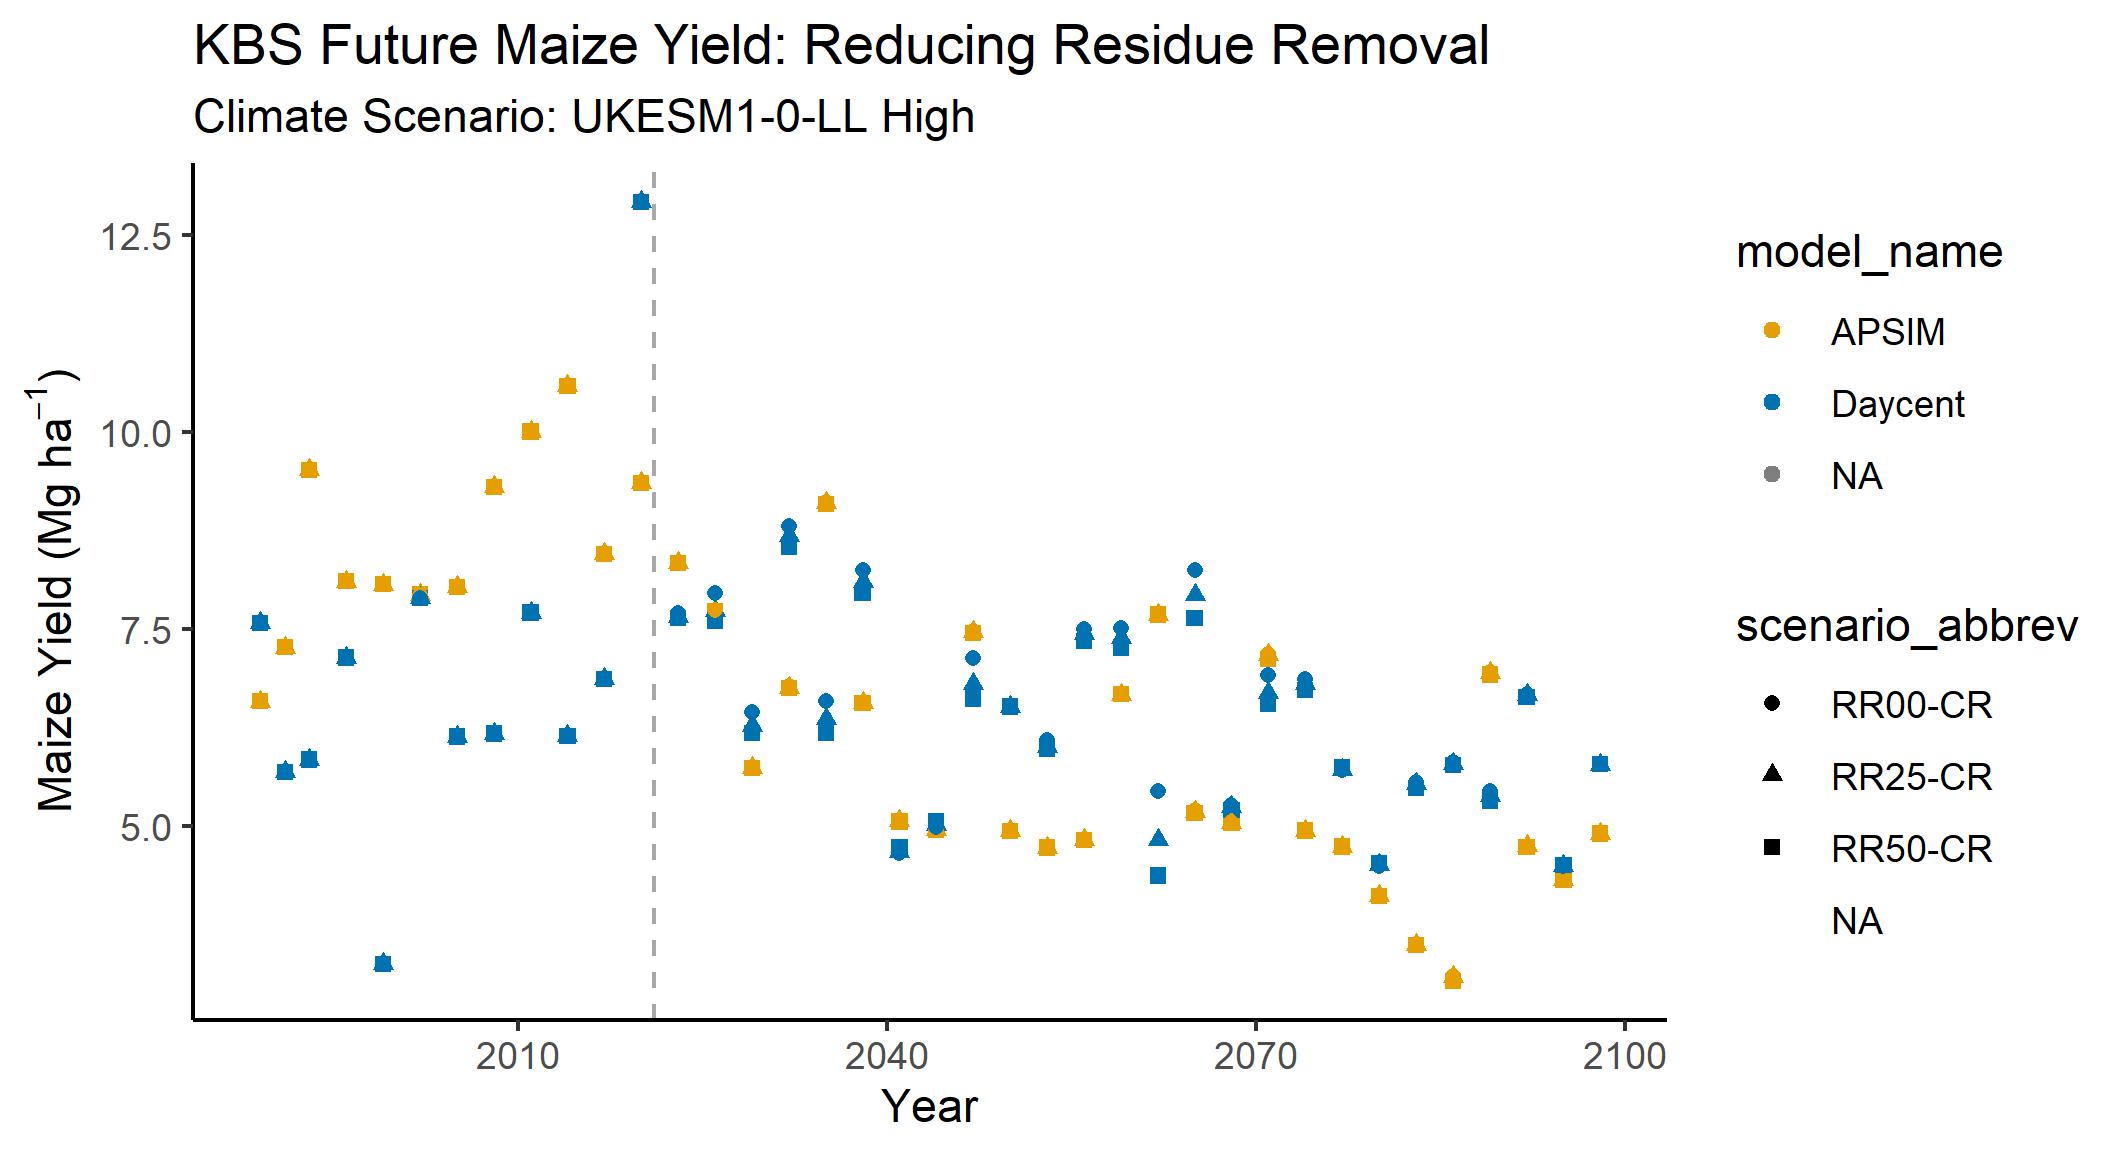 KBS Future Maize Yield: Reducing Residue Removal
Climate Scenario: UKESM1-0-LL High
Maize Yield (Mg ha⁻¹)
12.5
10.0
7.5
5.0
2010
2040
2070
2100
Year
model_name
APSIM
Daycent
NA
scenario_abbrev
RR00-CR
RR25-CR
RR50-CR
NA